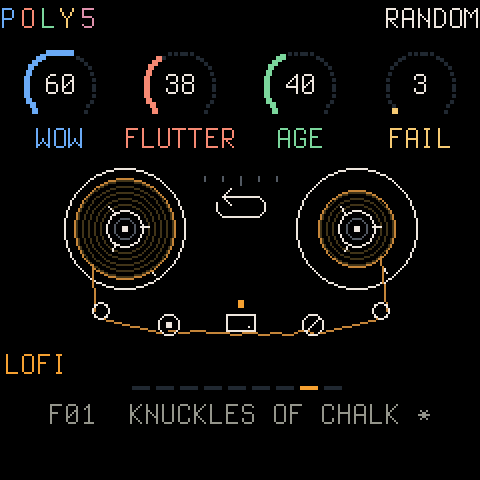 POLY5 RANDOM
60 38 40 3
WOW FLUTTER AGE FAIL
LOFI
F01 KNUCKLES OF CHALK *